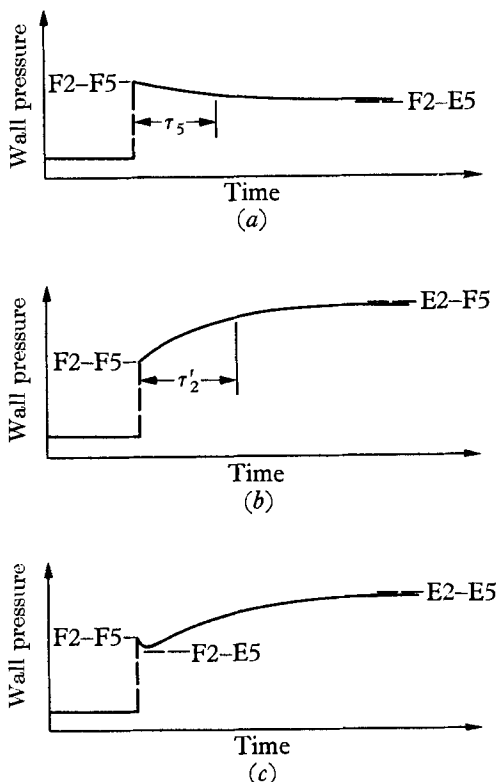 Wall pressure
F2–F5
τ5
F2–E5
Time
(a)
Wall pressure
E2–F5
F2–F5
τ′2
Time
(b)
Wall pressure
E2–E5
F2–F5
F2–E5
Time
(c)